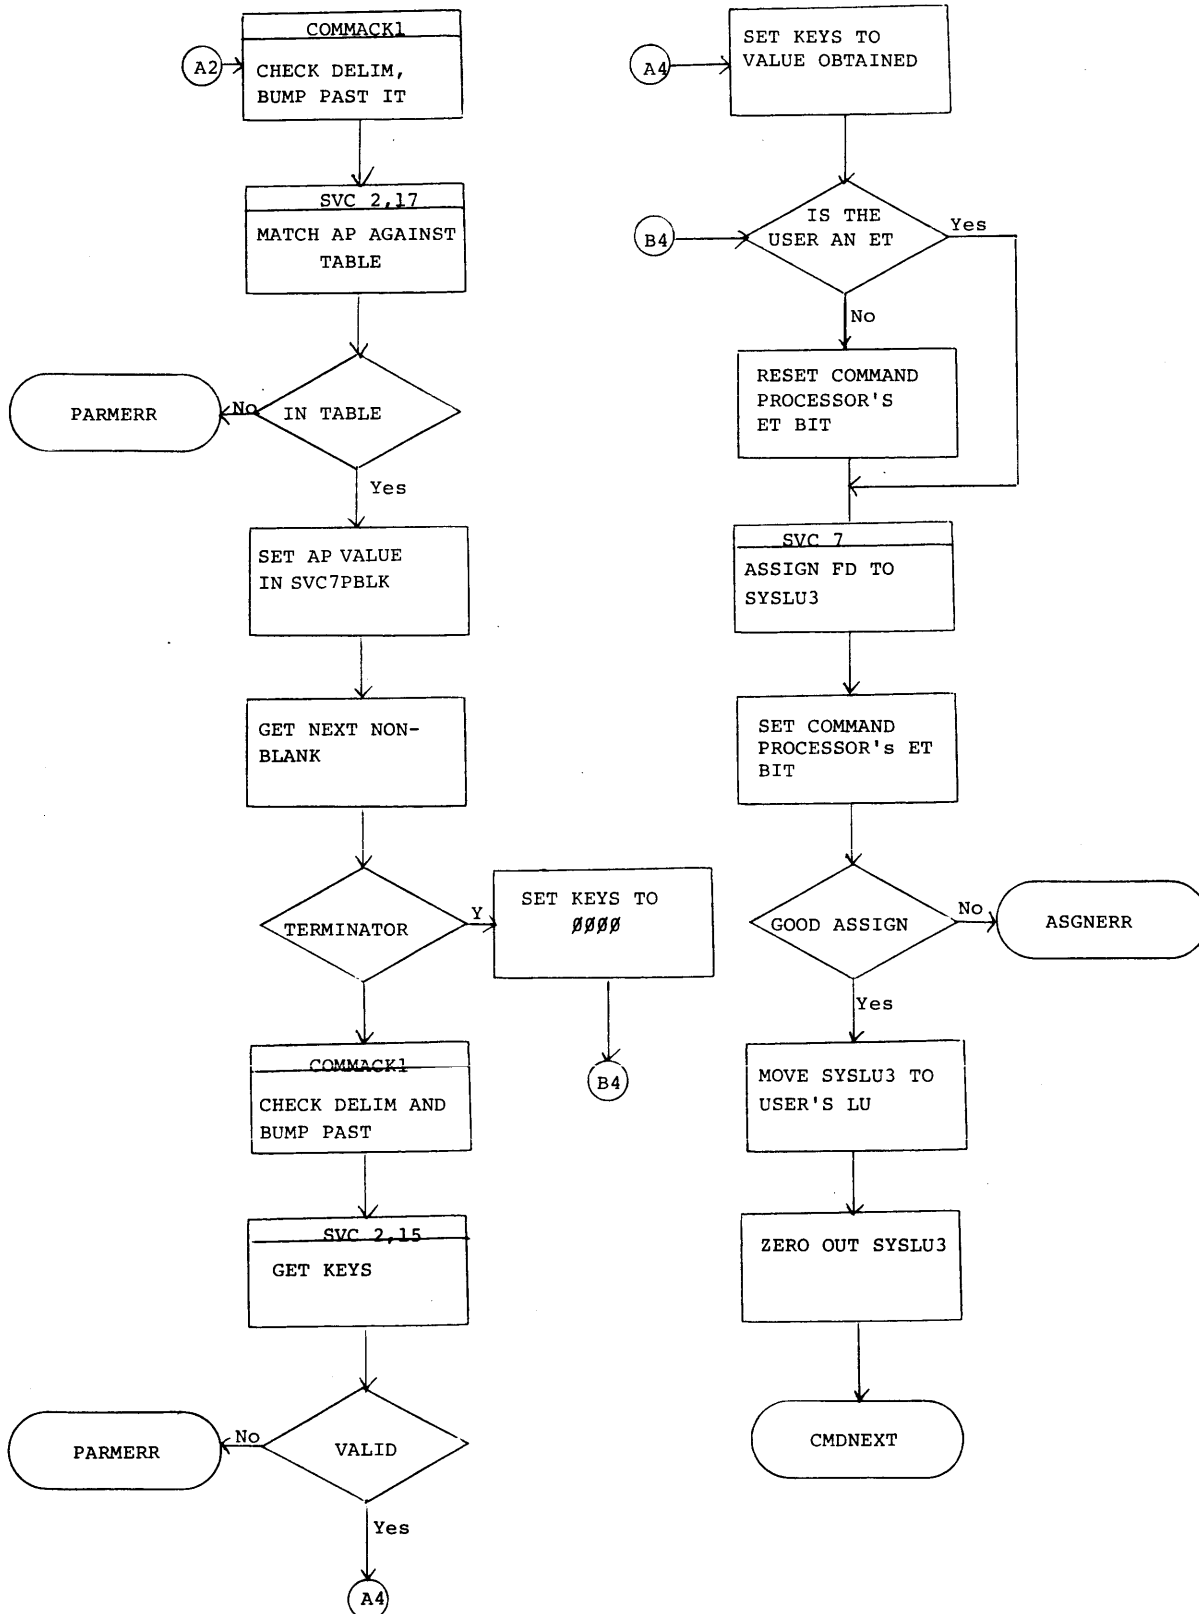 COMMACK1
A2
CHECK DELIM,
BUMP PAST IT
SVC 2,17
MATCH AP AGAINST
TABLE
IN TABLE
No
PARMERR
Yes
SET AP VALUE
IN SVC7PBLK
GET NEXT NON-
BLANK
TERMINATOR
Y
SET KEYS TO
ØØØØ
B4
COMMACK1
CHECK DELIM AND
BUMP PAST
SVC 2,15
GET KEYS
VALID
No
PARMERR
Yes
A4
A4
SET KEYS TO
VALUE OBTAINED
B4
IS THE
USER AN ET
Yes
No
RESET COMMAND
PROCESSOR'S
ET BIT
SVC 7
ASSIGN FD TO
SYSLU3
SET COMMAND
PROCESSOR's ET
BIT
GOOD ASSIGN
No
ASGNERR
Yes
MOVE SYSLU3 TO
USER'S LU
ZERO OUT SYSLU3
CMDNEXT